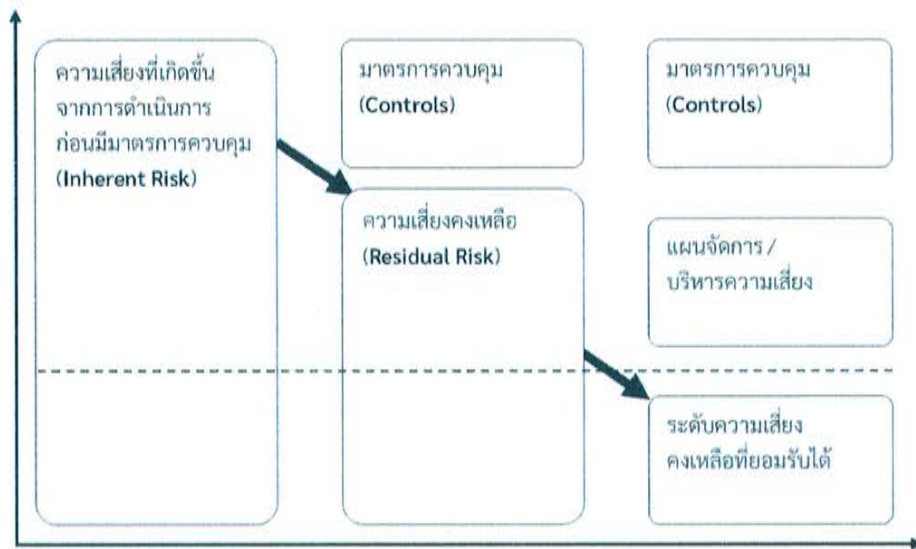 ความเสี่ยงที่เกิดขึ้น
จากการดำเนินการ
ก่อนมีมาตรการควบคุม
(Inherent Risk)
มาตรการควบคุม
(Controls)
ความเสี่ยงคงเหลือ
(Residual Risk)
มาตรการควบคุม
(Controls)
แผนจัดการ /
บริหารความเสี่ยง
ระดับความเสี่ยง
คงเหลือที่ยอมรับได้